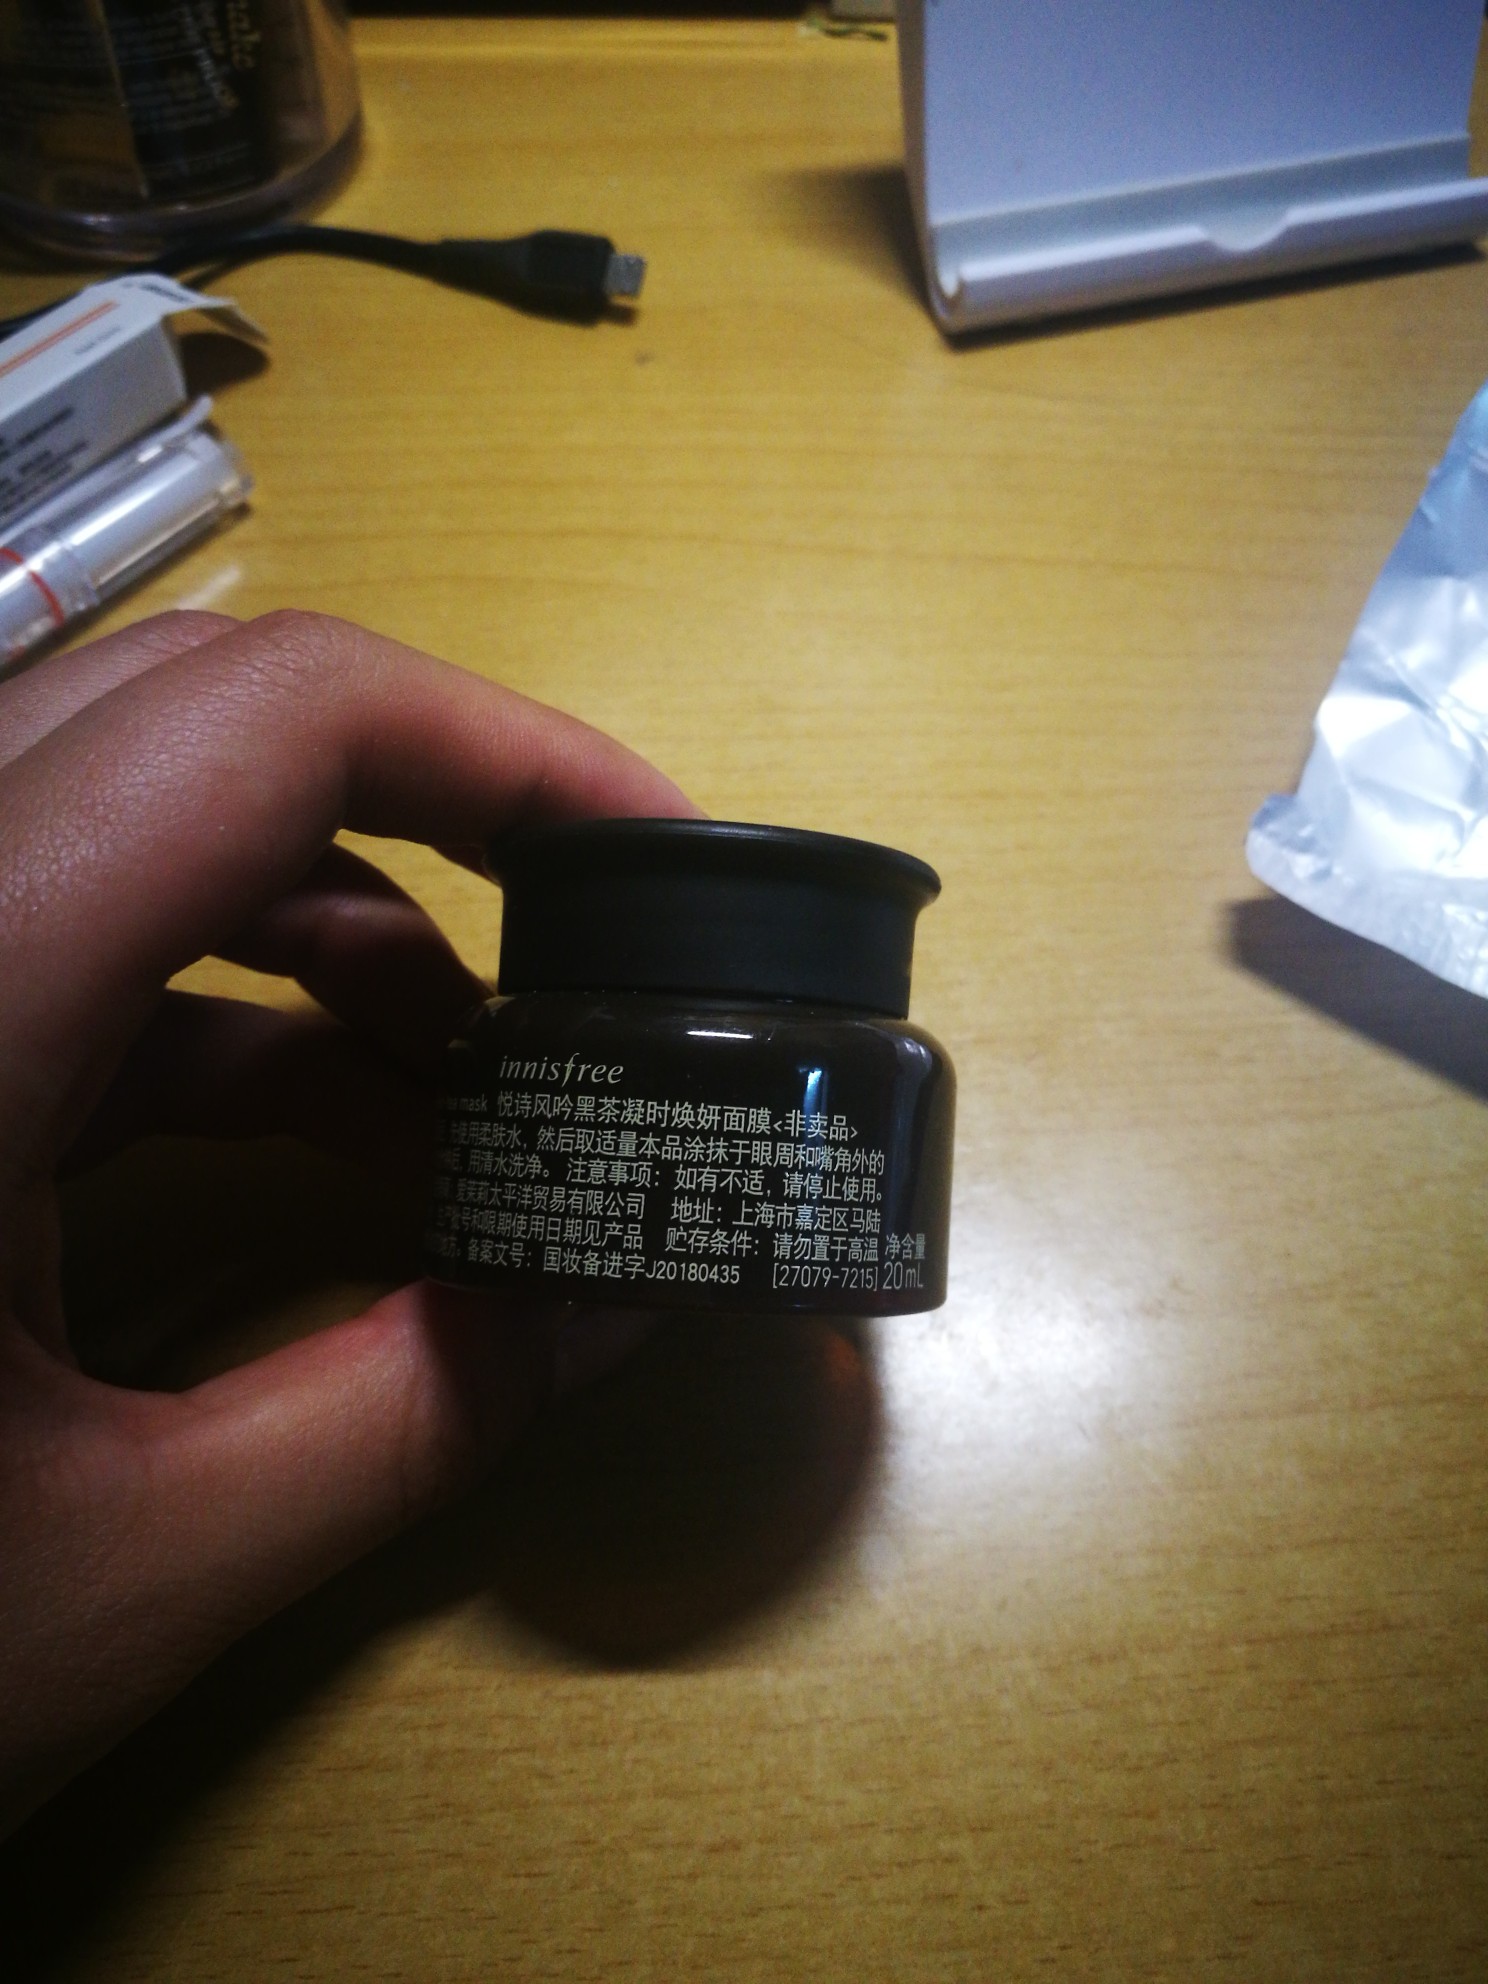 innisfree
mask 悦诗风吟黑茶凝时焕妍面膜<非卖品>
使用柔肤水，然后取适量本品涂抹于眼周和嘴角外的
用清水洗净。 注意事项：如有不适，请停止使用。
爱茉莉太平洋贸易有限公司 地址：上海市嘉定区马陆
批号和限期使用日期见产品 贮存条件：请勿置于高温 净含量
备案文号：国妆备进字J20180435 [27079-7215] 20mL